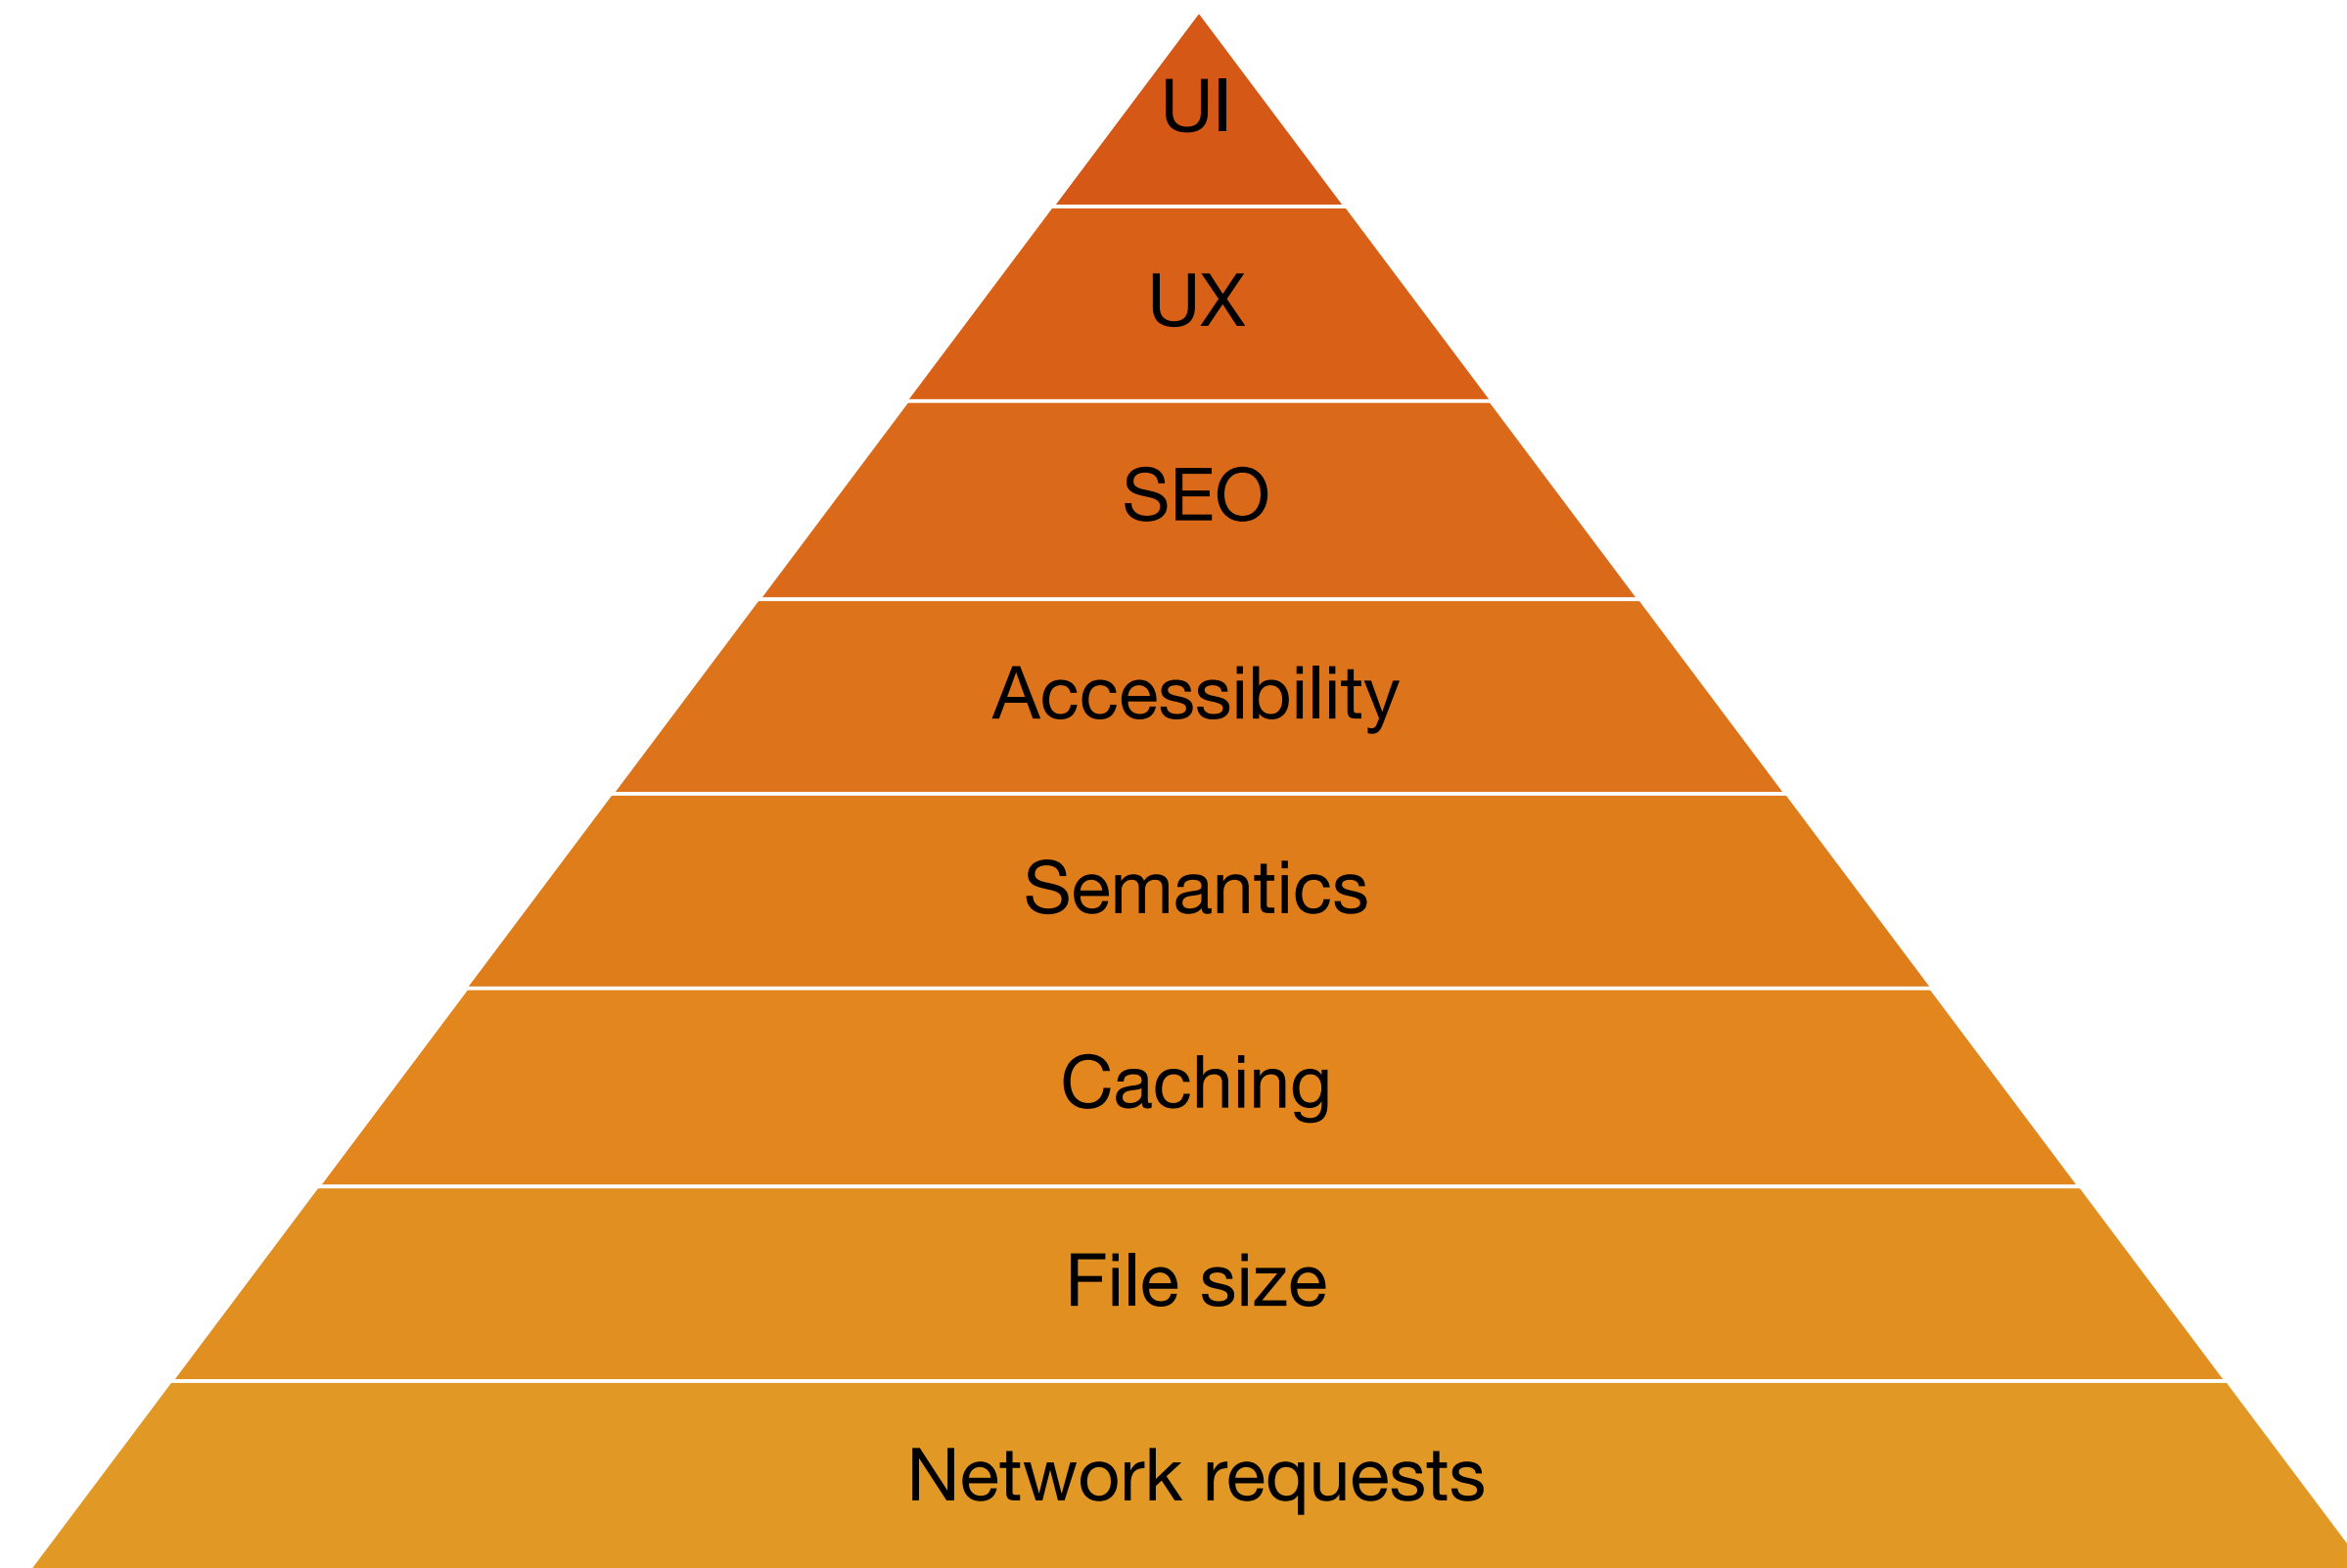 UI
UX
SEO
Accessibility
Semantics
Caching
File size
Network requests